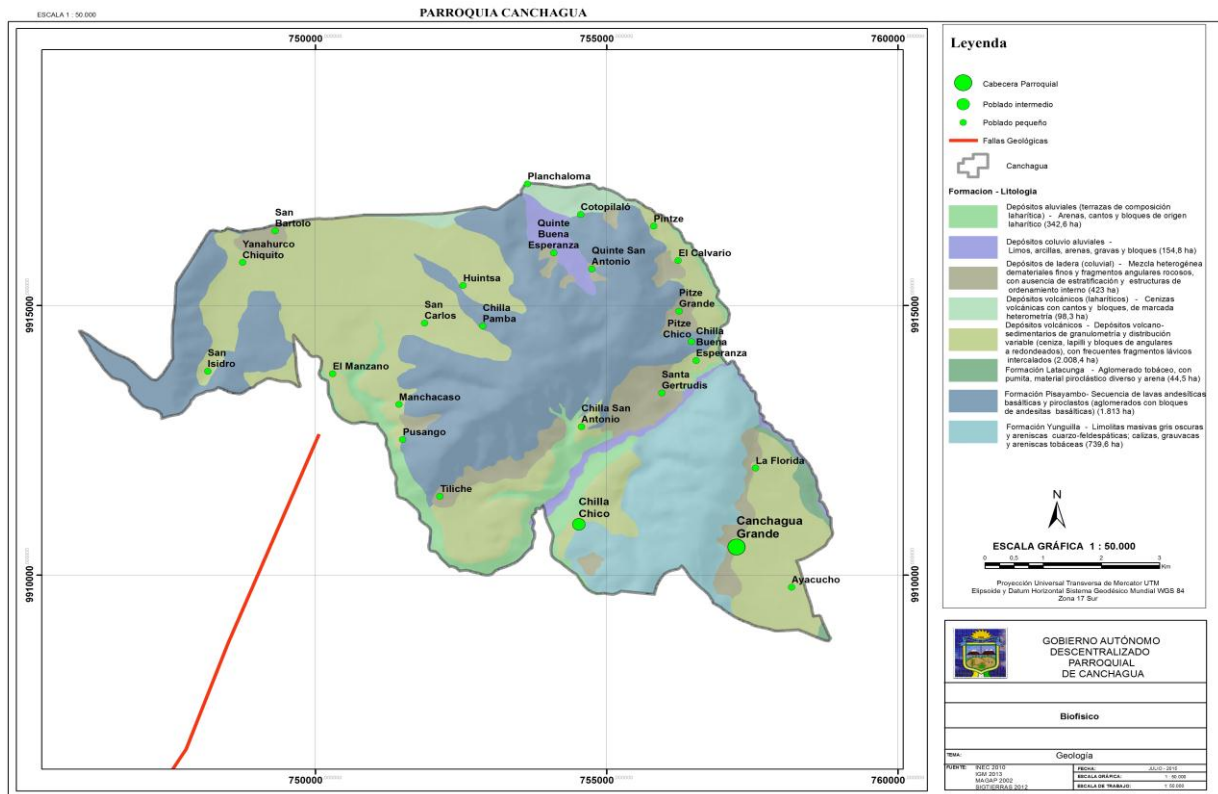 ESCALA 1 : 50.000
PARROQUIA CANCHAGUA
750000
755000
760000
9915000
9910000
Planchaloma
San
Bartolo
Cotopilaló
Pintze
Yanahurco
Chiquito
Quinte
Buena
Esperanza
Quinte San
Antonio
El Calvario
Huintsa
Pitze
Grande
San
Carlos
Chilla
Pamba
Pitze
Chico
Chilla
Buena
Esperanza
San
Isidro
El Manzano
Santa
Gertrudis
Manchacaso
Chilla San
Antonio
Pusango
La Florida
Tiliche
Chilla
Chico
Canchagua
Grande
Ayacucho
9915000
9910000
750000
755000
760000
Leyenda
Cabecera Parroquial
Poblado intermedio
Poblado pequeño
Fallas Geológicas
Canchagua
Formacion - Litologia
Depósitos aluviales (terrazas de composición
laharítica) - Arenas, cantos y bloques de origen
laharítico (342,6 ha)
Depósitos coluvio aluviales -
Limos, arcillas, arenas, gravas y bloques (154,8 ha)
Depósitos de ladera (coluvial) - Mezcla heterogénea
demateriales finos y fragmentos angulares rocosos,
con ausencia de estratificación y estructuras de
ordenamiento interno (423 ha)
Depósitos volcánicos (laharíticos) - Cenizas
volcánicas con cantos y bloques, de marcada
heterometría (98,3 ha)
Depósitos volcánicos - Depósitos volcano-
sedimentarios de granulometría y distribución
variable (ceniza, lapilli y bloques de angulares
a redondeados), con frecuentes fragmentos lávicos
intercalados (2.008,4 ha)
Formación Latacunga - Aglomerado tobáceo, con
pumita, material piroclástico diverso y arena (44,5 ha)
Formación Pisayambo- Secuencia de lavas andesíticas
basálticas y piroclastos (aglomerados con bloques
de andesitas basálticas) (1.813 ha)
Formación Yunguilla - Limolitas masivas gris oscuras
y areniscas cuarzo-feldespáticas; calizas, grauvacas
y areniscas tobáceas (739,6 ha)
N
ESCALA GRÁFICA 1 : 50.000
0 0,5 1 2 3
Km
Proyección Universal Transversa de Mercator UTM
Elipsoide y Datum Horizontal Sistema Geodésico Mundial WGS 84
Zona 17 Sur
GOBIERNO AUTÓNOMO
DESCENTRALIZADO
PARROQUIAL
DE CANCHAGUA
Biofisico
TEMA: Geología
FUENTE: INEC 2010
IGM 2013
MAGAP 2002
SIGTIERRAS 2012
FECHA:
ESCALA GRÁFICA: 1 : 50.000
ESCALA DE TRABAJO: 1: 50.000